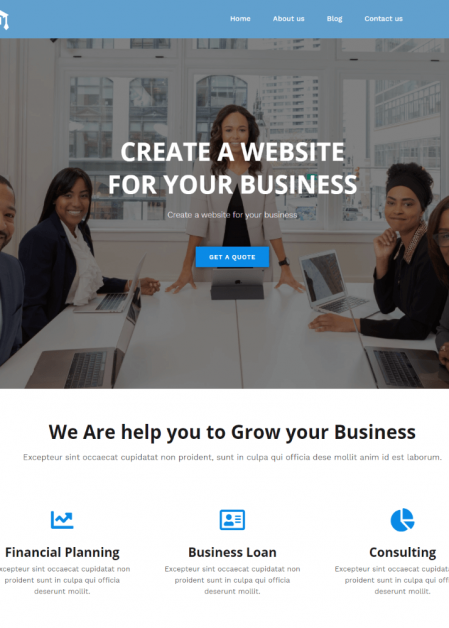 Home About us Blog Contact us
CREATE A WEBSITE
FOR YOUR BUSINESS
Create a website for your business
GET A QUOTE
We Are help you to Grow your Business
Excepteur sint occaecat cupidatat non proident, sunt in culpa qui officia dese mollit anim id est laborum.
Financial Planning
xcepteur sint occaecat cupidatat non
proident sunt in culpa qui officia
deserunt mollit.
Business Loan
Excepteur sint occaecat cupidatat non
proident sunt in culpa qui officia
deserunt mollit.
Consulting
Excepteur sint occaecat cupidata
proident sunt in culpa qui offi
deserunt mollit.